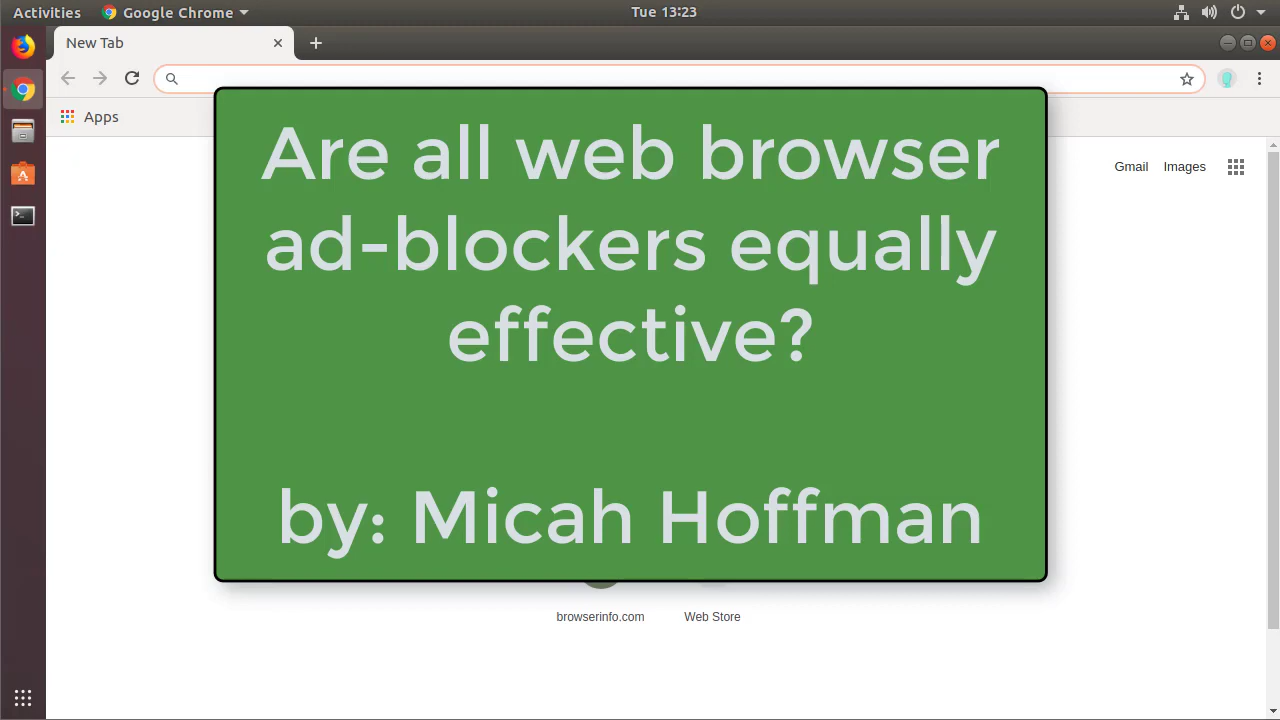 Activities Google Chrome Tue 13:23
New Tab
Apps
Gmail Images
Are all web browser
ad-blockers equally
effective?
by: Micah Hoffman
browserinfo.com Web Store